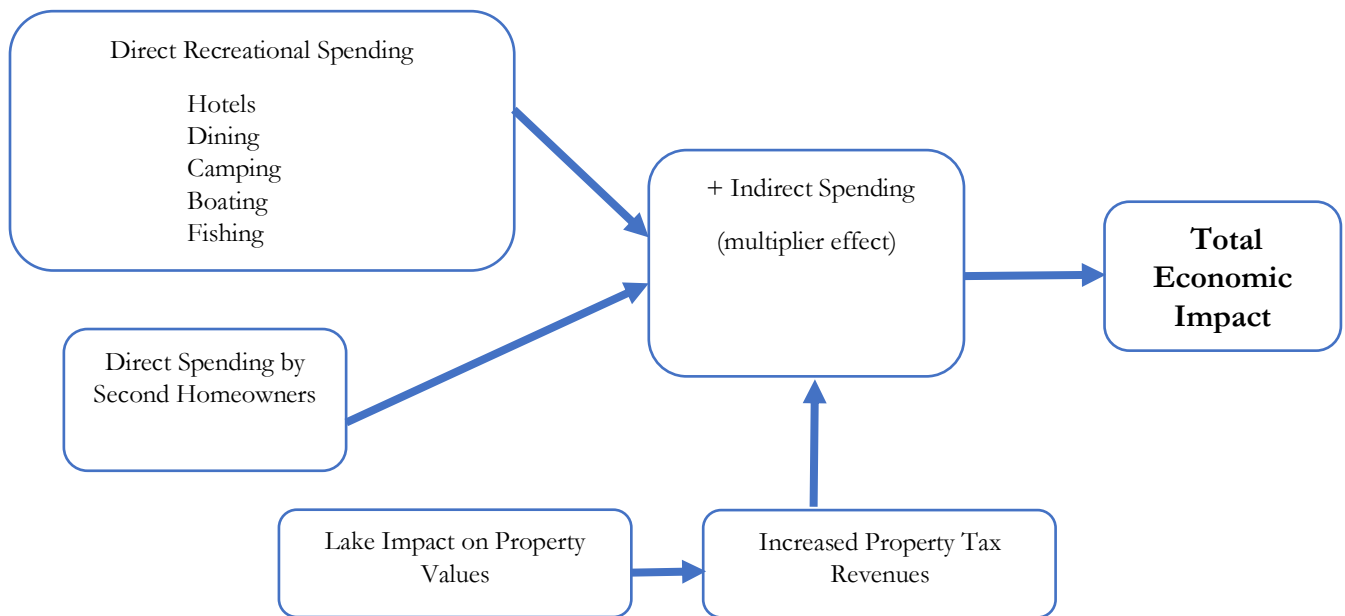 Direct Recreational Spending
Hotels
Dining
Camping
Boating
Fishing
+ Indirect Spending
(multiplier effect)
Total
Economic
Impact
Direct Spending by
Second Homeowners
Lake Impact on Property
Values
Increased Property Tax
Revenues